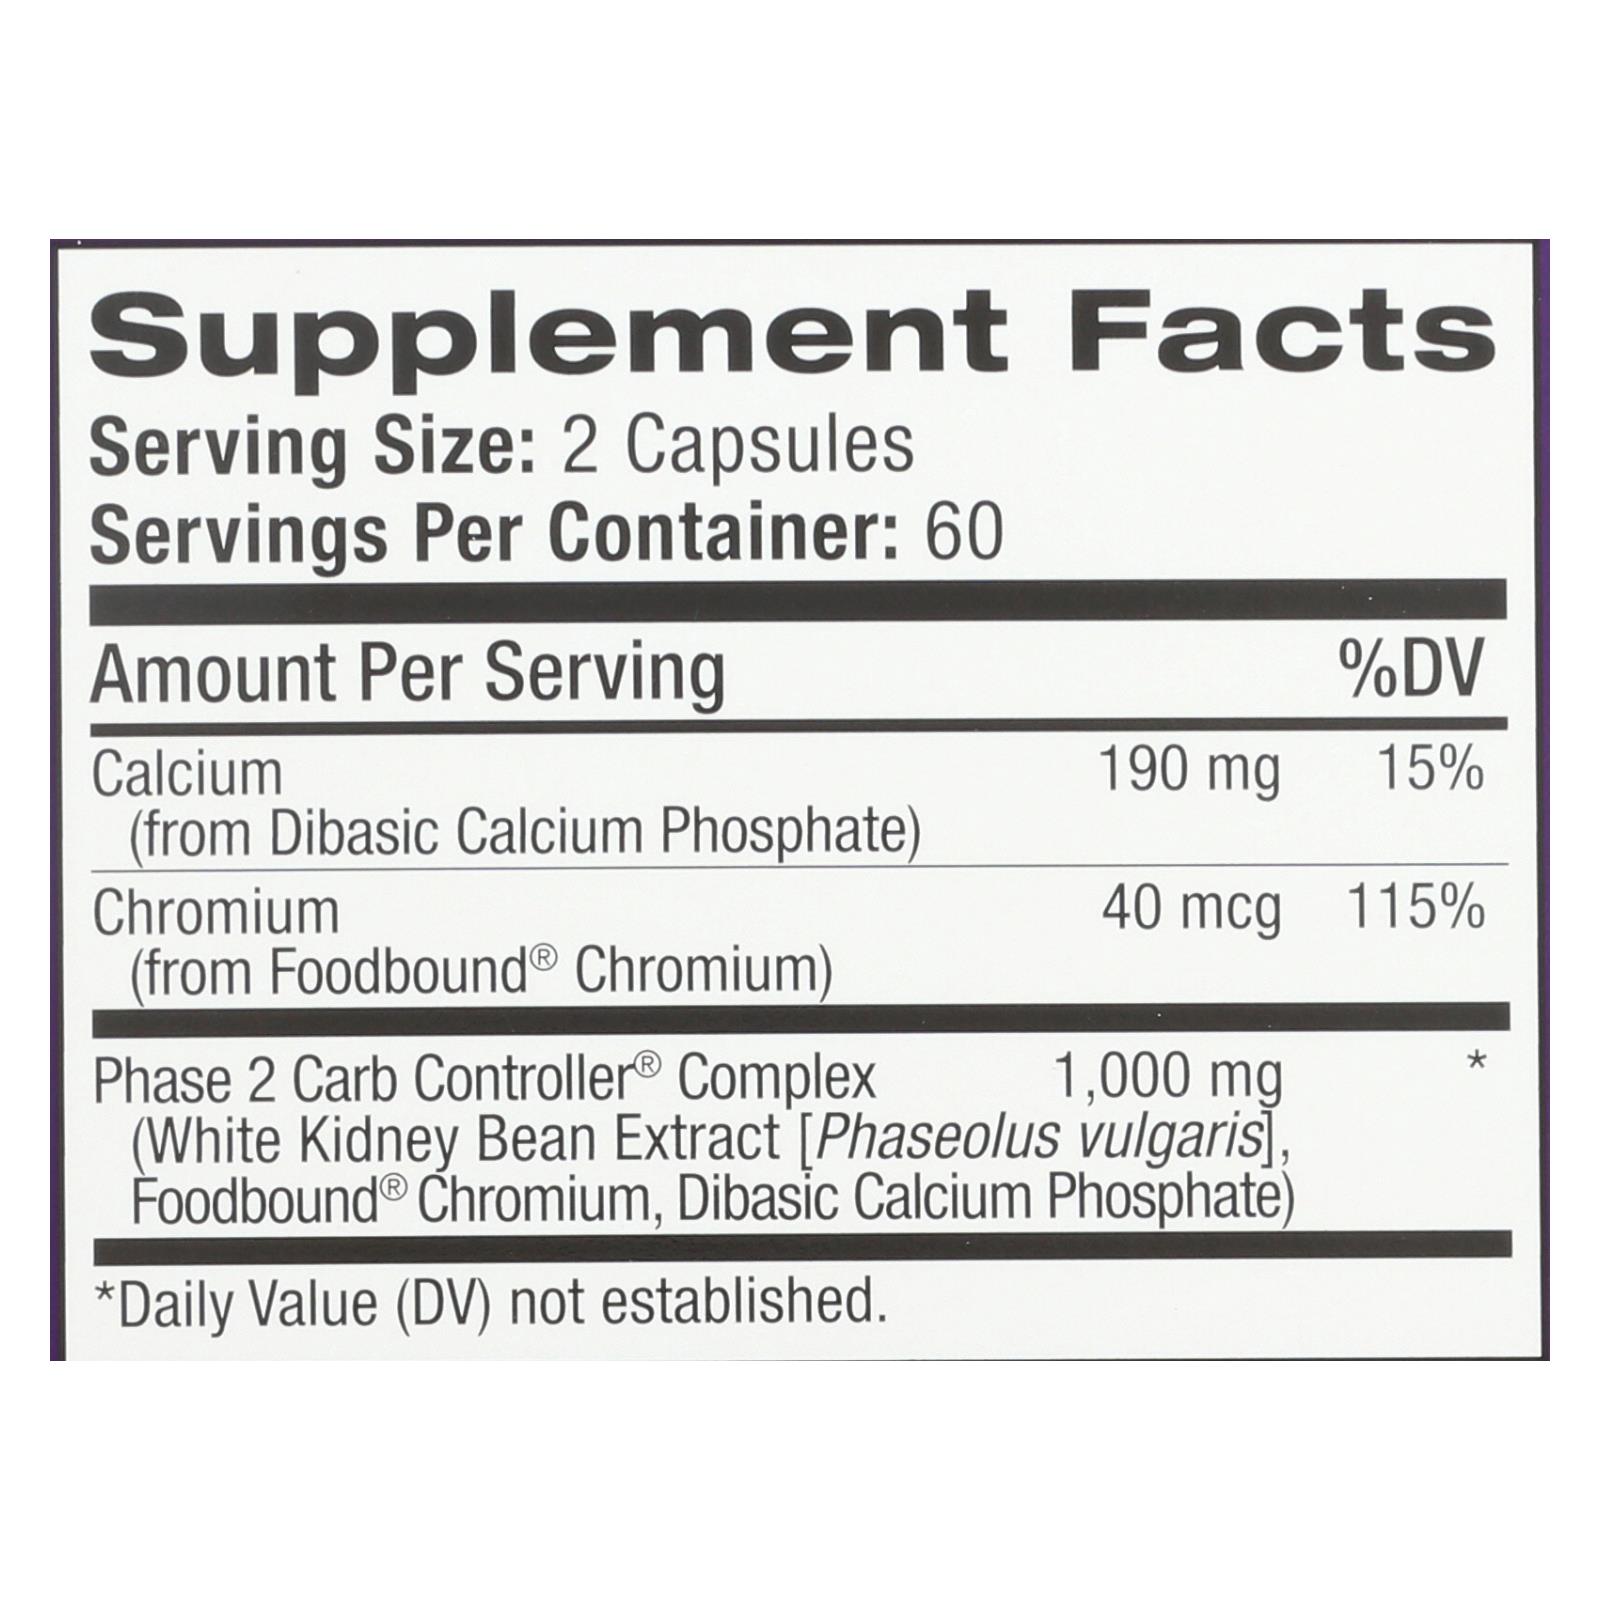 Supplement Facts
Serving Size: 2 Capsules
Servings Per Container: 60
Amount Per Serving %DV
Calcium 190 mg 15%
(from Dibasic Calcium Phosphate)
Chromium 40 mcg 115%
(from Foodbound® Chromium)
Phase 2 Carb Controller® Complex 1,000 mg *
(White Kidney Bean Extract [Phaseolus vulgaris],
Foodbound® Chromium, Dibasic Calcium Phosphate)
*Daily Value (DV) not established.